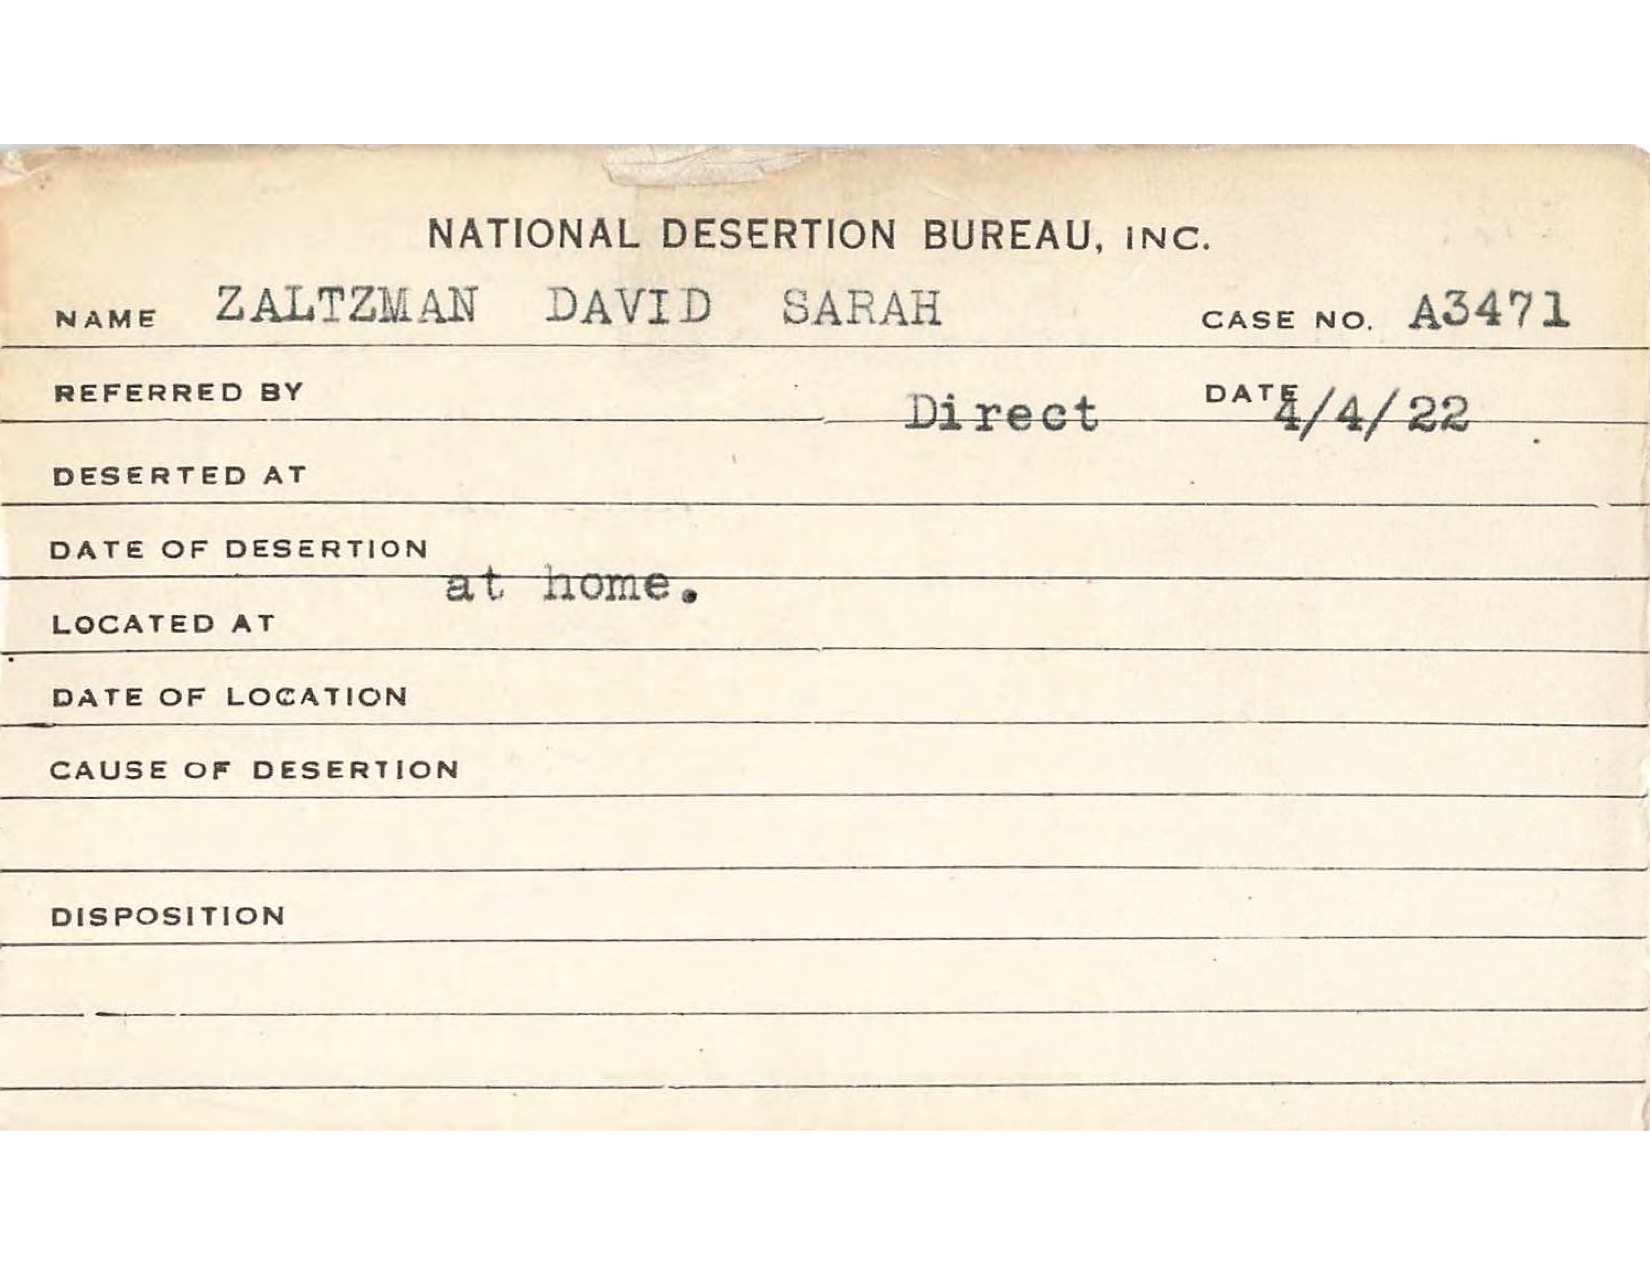 NATIONAL DESERTION BUREAU, INC.
NAME ZALTZMAN DAVID SARAH CASE NO. A3471
REFERRED BY Direct DATE 4/4/22
DESERTED AT
DATE OF DESERTION
at home.
LOCATED AT
DATE OF LOCATION
CAUSE OF DESERTION
DISPOSITION